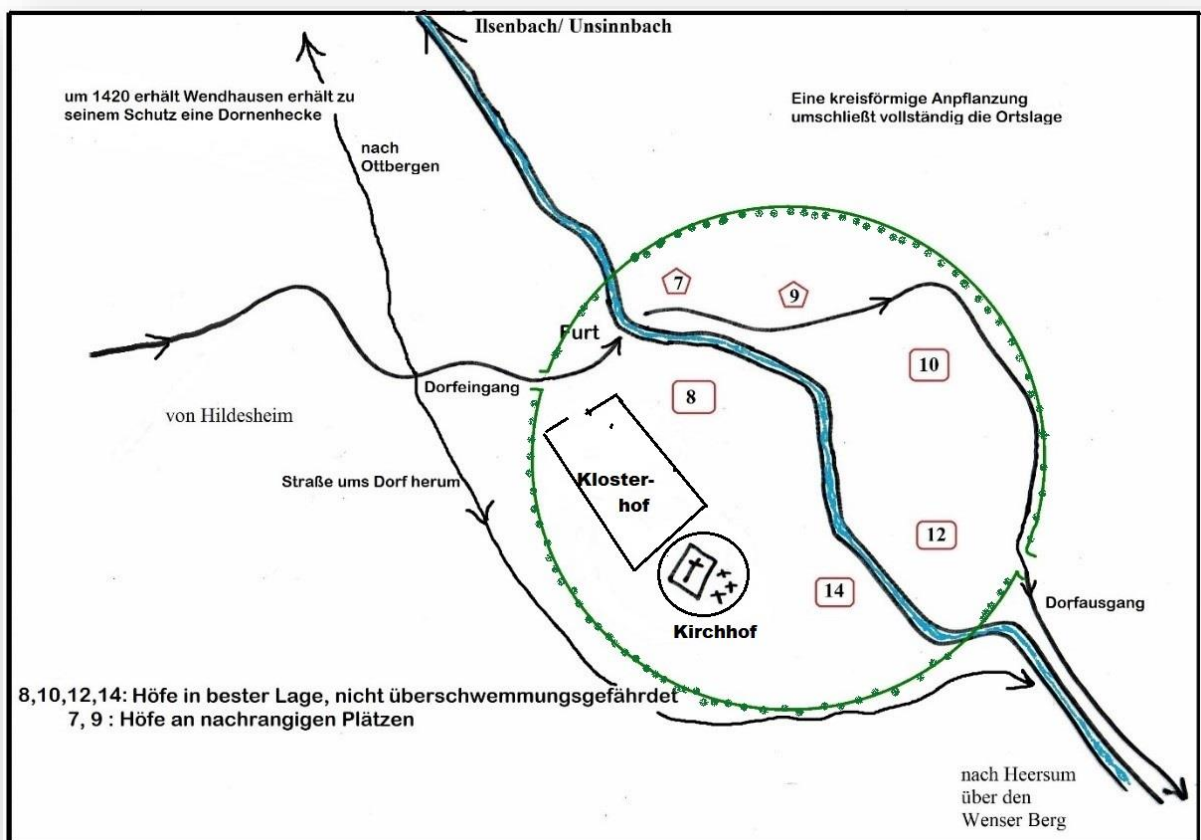 Ilsenbach/ Unsinnbach
um 1420 erhält Wendhausen erhält zu
seinem Schutz eine Dornenhecke
Eine kreisförmige Anpflanzung
umschließt vollständig die Ortslage
nach
Ottbergen
7
9
Furt
10
Dorfeingang
8
von Hildesheim
Straße ums Dorf herum
Kloster-
hof
12
14
Dorfausgang
Kirchhof
8,10,12,14: Höfe in bester Lage, nicht überschwemmungsgefährdet
7, 9 : Höfe an nachrangigen Plätzen
nach Heersum
über den
Wenser Berg